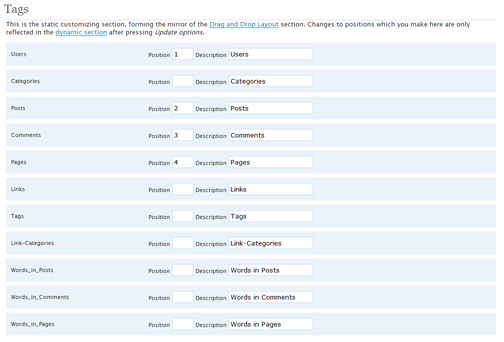 Tags
This is the static customizing section, forming the mirror of the Drag and Drop Layout section. Changes to positions which you make here are only
reflected in the dynamic section after pressing Update options.
Users Position 1 Description Users
Categories Position Description Categories
Posts Position 2 Description Posts
Comments Position 3 Description Comments
Pages Position 4 Description Pages
Links Position Description Links
Tags Position Description Tags
Link-Categories Position Description Link-Categories
Words_in_Posts Position Description Words in Posts
Words_in_Comments Position Description Words in Comments
Words_in_Pages Position Description Words in Pages